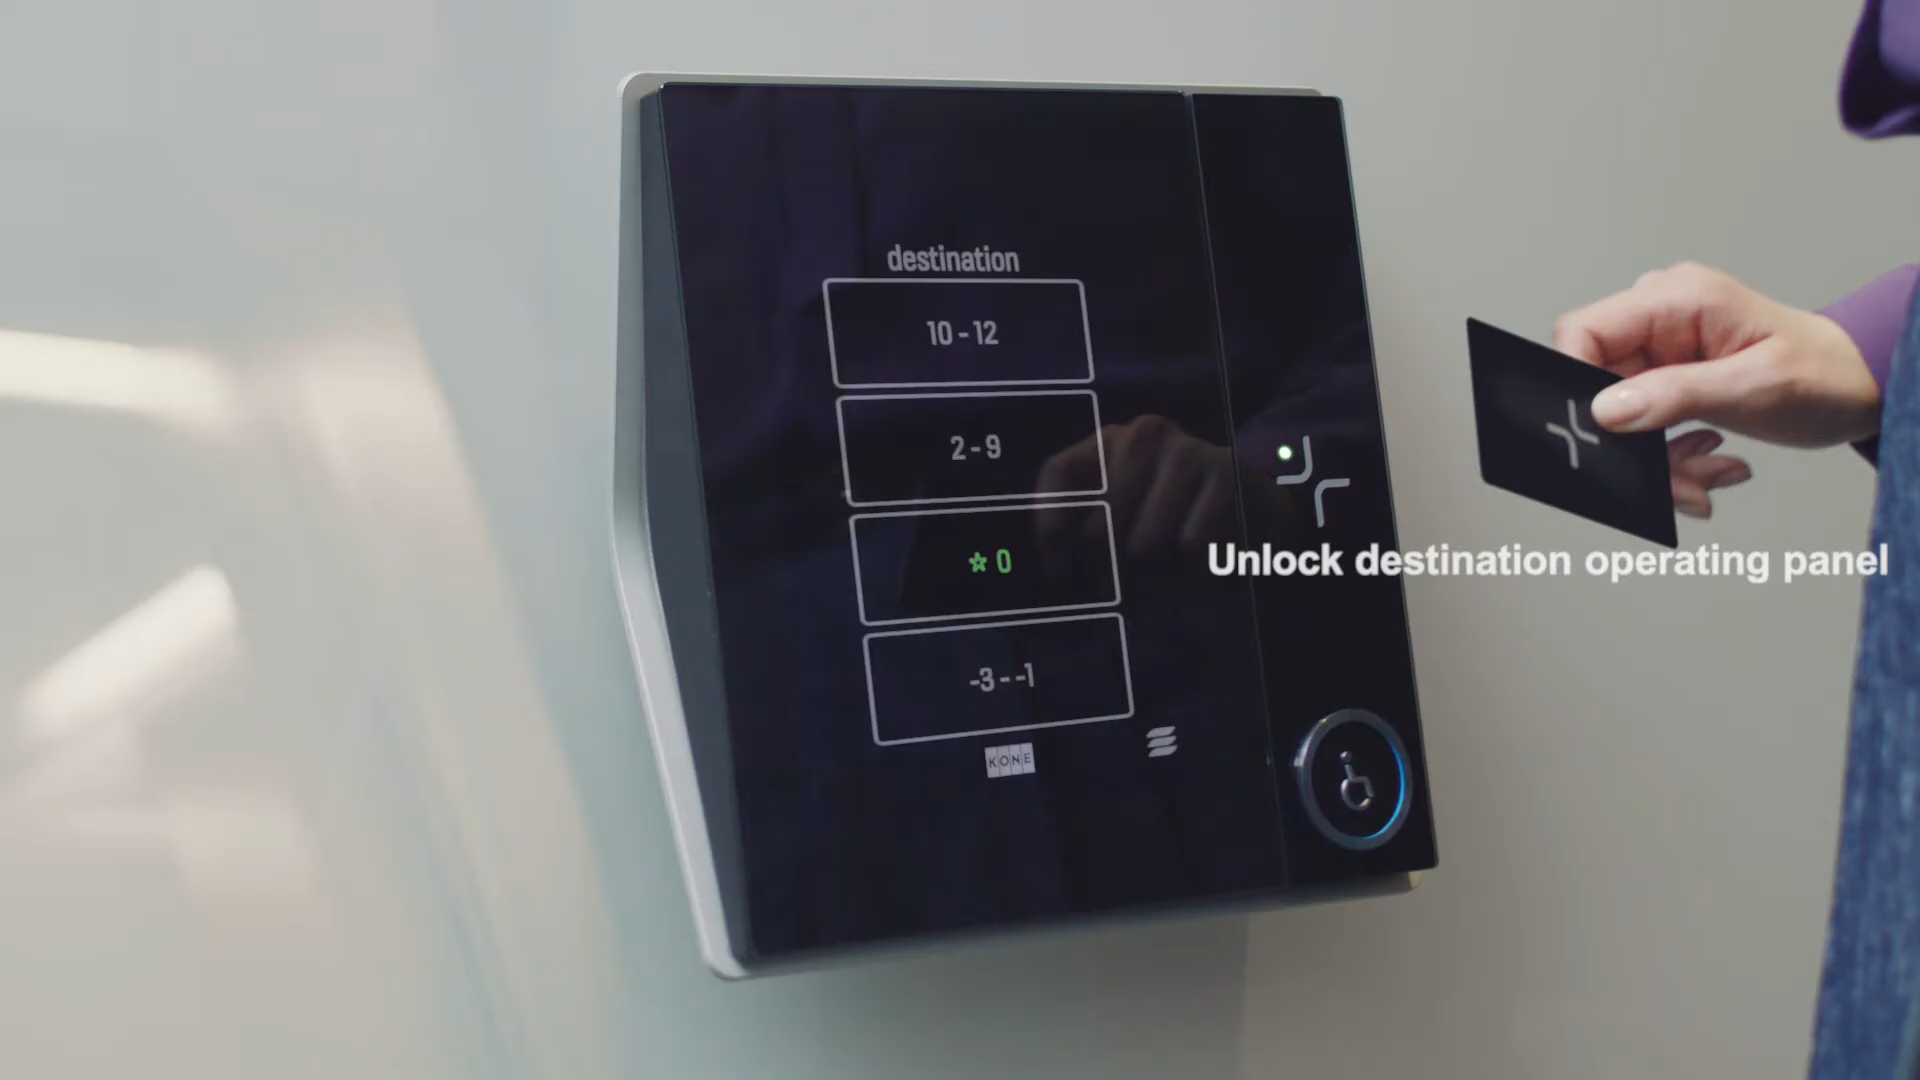 destination
10 - 12
2 - 9
☆ 0
-3 - -1
KONE
Unlock destination operating panel